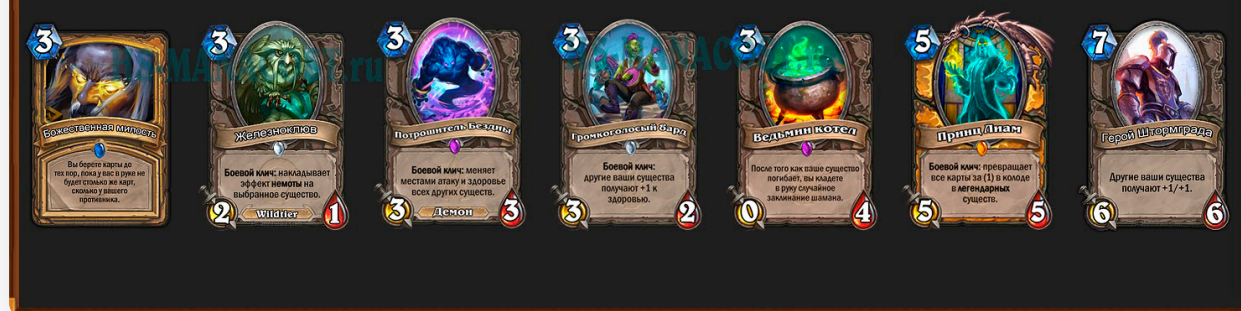 3
Божественная милость
Вы берете карты до
тех пор, пока у вас в руке не
будет столько же карт,
сколько у вашего
противника.
3
Железноклюв
Боевой клич: накладывает
эффект немоты на
выбранное существо.
2
Wildtier
1
3
Потрошитель Бездны
Боевой клич: меняет
местами атаку и здоровье
всех других существ.
3
Демон
3
3
Громкоголосый бард
Боевой клич:
другие ваши существа
получают +1 к
здоровью.
3
2
3
Ведьмин котел
После того как ваше существо
погибает, вы кладете
в руку случайное
заклинание шамана.
0
4
5
Принц Лиам
Боевой клич: превращает
все карты за (1) в колоде
в легендарных
существ.
5
5
7
Герой Штормграда
Другие ваши существа
получают +1/+1.
6
6